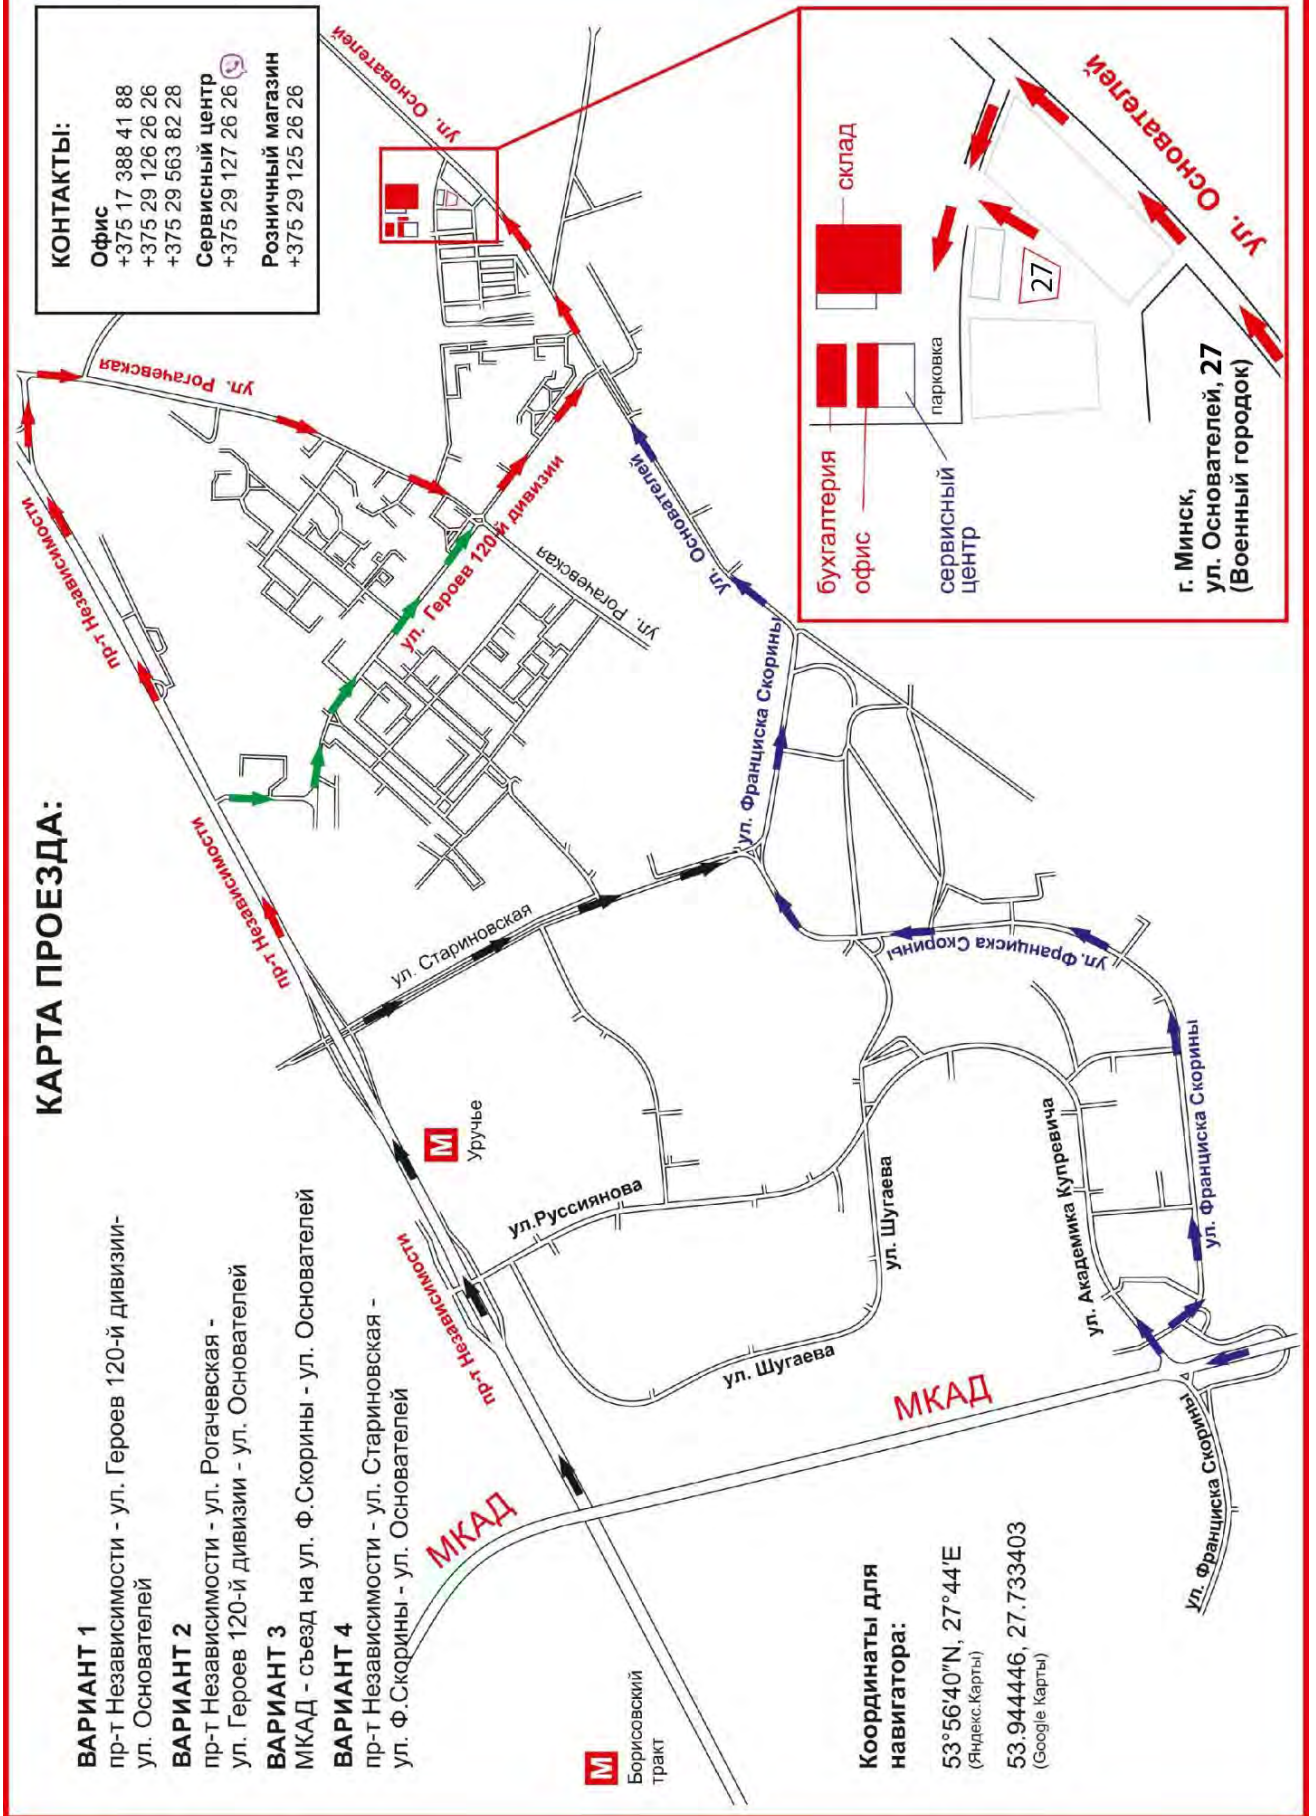 КАРТА ПРОЕЗДА:
ВАРИАНТ 1
пр-т Независимости - ул. Героев 120-й дивизии-
ул. Основателей
ВАРИАНТ 2
пр-т Независимости - ул. Рогачевская -
ул. Героев 120-й дивизии - ул. Основателей
ВАРИАНТ 3
МКАД - съезд на ул. Ф.Скорины - ул. Основателей
ВАРИАНТ 4
пр-т Независимости - ул. Стариновская -
ул. Ф.Скорины - ул. Основателей
КОНТАКТЫ:
Офис
+375 17 388 41 88
+375 29 126 26 26
+375 29 563 82 28
Сервисный центр
+375 29 127 26 26
Розничный магазин
+375 29 125 26 26
пр-т Независимости
пр-т Независимости
пр-т Независимости
ул. Рогачевская
ул. Рогачевская
ул. Героев 120-й дивизии
ул. Основателей
ул. Основателей
ул. Стариновская
М
Уручье
ул.Руссиянова
ул. Франциска Скорины
ул. Франциска Скорины
ул. Франциска Скорины
ул. Франциска Скорины
ул. Шугаева
ул. Шугаева
ул. Академика Купревича
МКАД
МКАД
М
Борисовский
тракт
Координаты для
навигатора:
53°56'40"N, 27°44'E
(Яндекс.Карты)
53.944446, 27.733403
(Google Карты)
бухгалтерия
офис
сервисный
центр
склад
парковка
27
ул. Основателей
г. Минск,
ул. Основателей, 27
(Военный городок)